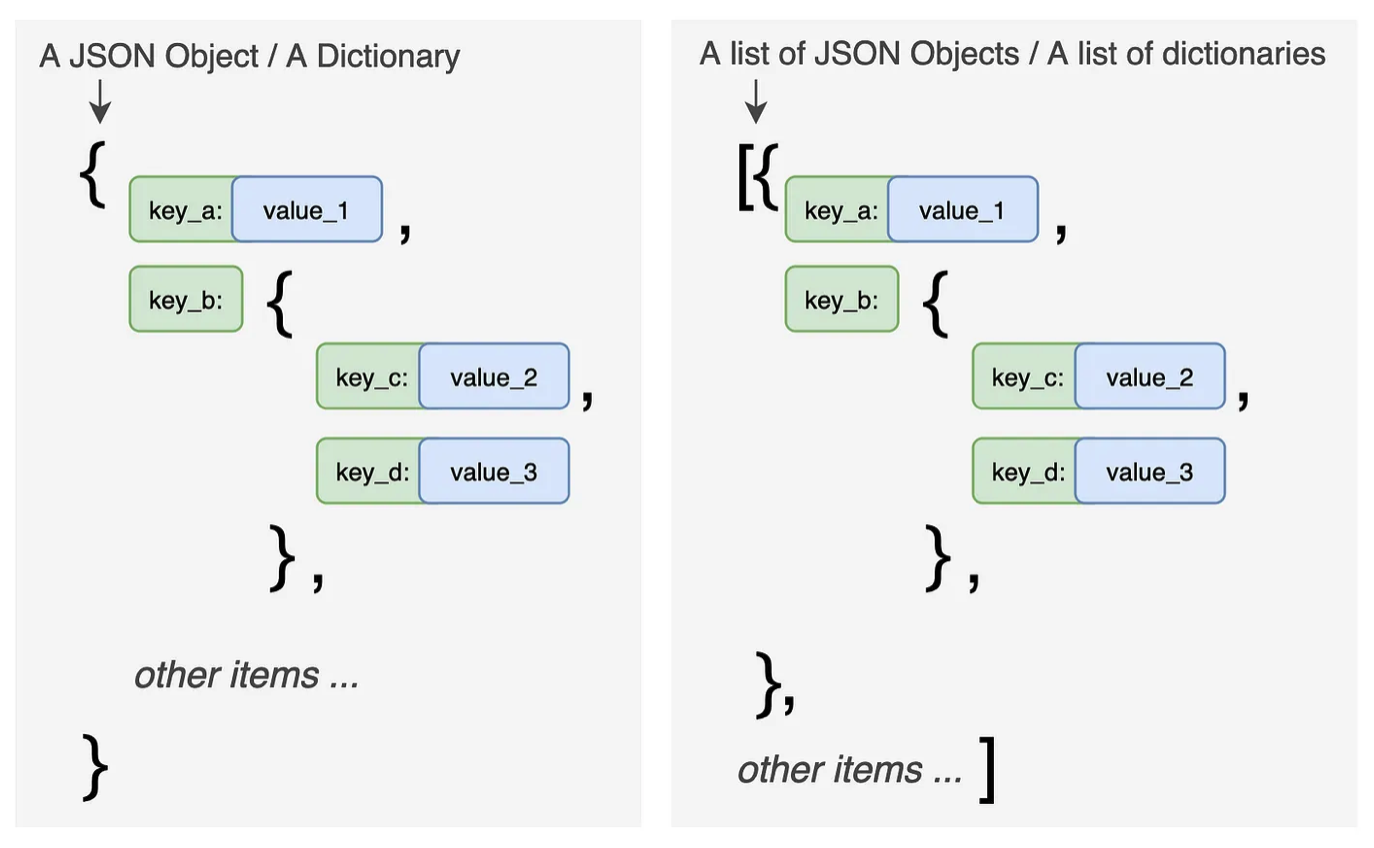 A JSON Object / A Dictionary
{
key_a: value_1 ,
key_b: {
key_c: value_2 ,
key_d: value_3
} ,
other items ...
}
A list of JSON Objects / A list of dictionaries
[{
key_a: value_1 ,
key_b: {
key_c: value_2 ,
key_d: value_3
} ,
},
other items ... ]